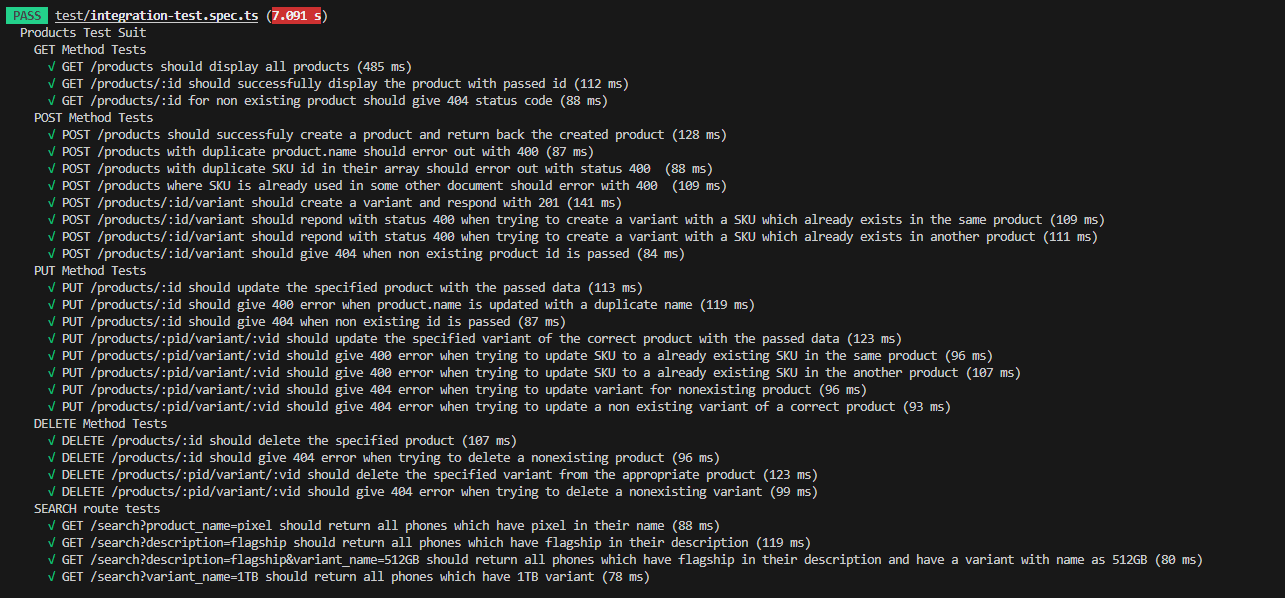 PASS test/integration-test.spec.ts (7.091 s)
Products Test Suit
GET Method Tests
√ GET /products should display all products (485 ms)
√ GET /products/:id should successfully display the product with passed id (112 ms)
√ GET /products/:id for non existing product should give 404 status code (88 ms)
POST Method Tests
√ POST /products should successfuly create a product and return back the created product (128 ms)
√ POST /products with duplicate product.name should error out with 400 (87 ms)
√ POST /products with duplicate SKU id in their array should error out with status 400  (88 ms)
√ POST /products where SKU is already used in some other document should error with 400  (109 ms)
√ POST /products/:id/variant should create a variant and respond with 201 (141 ms)
√ POST /products/:id/variant should repond with status 400 when trying to create a variant with a SKU which already exists in the same product (109 ms)
√ POST /products/:id/variant should repond with status 400 when trying to create a variant with a SKU which already exists in another product (111 ms)
√ POST /products/:id/variant should give 404 when non existing product id is passed (84 ms)
PUT Method Tests
√ PUT /products/:id should update the specified product with the passed data (113 ms)
√ PUT /products/:id should give 400 error when product.name is updated with a duplicate name (119 ms)
√ PUT /products/:id should give 404 when non existing id is passed (87 ms)
√ PUT /products/:pid/variant/:vid should update the specified variant of the correct product with the passed data (123 ms)
√ PUT /products/:pid/variant/:vid should give 400 error when trying to update SKU to a already existing SKU in the same product (96 ms)
√ PUT /products/:pid/variant/:vid should give 400 error when trying to update SKU to a already existing SKU in the another product (107 ms)
√ PUT /products/:pid/variant/:vid should give 404 error when trying to update variant for nonexisting product (96 ms)
√ PUT /products/:pid/variant/:vid should give 404 error when trying to update a non existing variant of a correct product (93 ms)
DELETE Method Tests
√ DELETE /products/:id should delete the specified product (107 ms)
√ DELETE /products/:id should give 404 error when trying to delete a nonexisting product (96 ms)
√ DELETE /products/:pid/variant/:vid should delete the specified variant from the appropriate product (123 ms)
√ DELETE /products/:pid/variant/:vid should give 404 error when trying to delete a nonexisting variant (99 ms)
SEARCH route tests
√ GET /search?product_name=pixel should return all phones which have pixel in their name (88 ms)
√ GET /search?description=flagship should return all phones which have flagship in their description (119 ms)
√ GET /search?description=flagship&variant_name=512GB should return all phones which have flagship in their description and have a variant with name as 512GB (80 ms)
√ GET /search?variant_name=1TB should return all phones which have 1TB variant (78 ms)